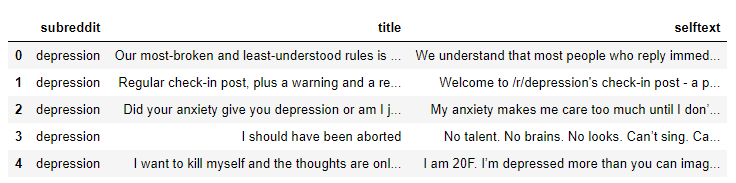 subreddit title selftext
0 depression Our most-broken and least-understood rules is ... We understand that most people who reply immed...
1 depression Regular check-in post, plus a warning and a re... Welcome to /r/depression's check-in post - a p...
2 depression Did your anxiety give you depression or am I j... My anxiety makes me care too much until I don’...
3 depression I should have been aborted No talent. No brains. No looks. Can’t sing. Ca...
4 depression I want to kill myself and the thoughts are onl... I am 20F. I’m depressed more than you can imag...